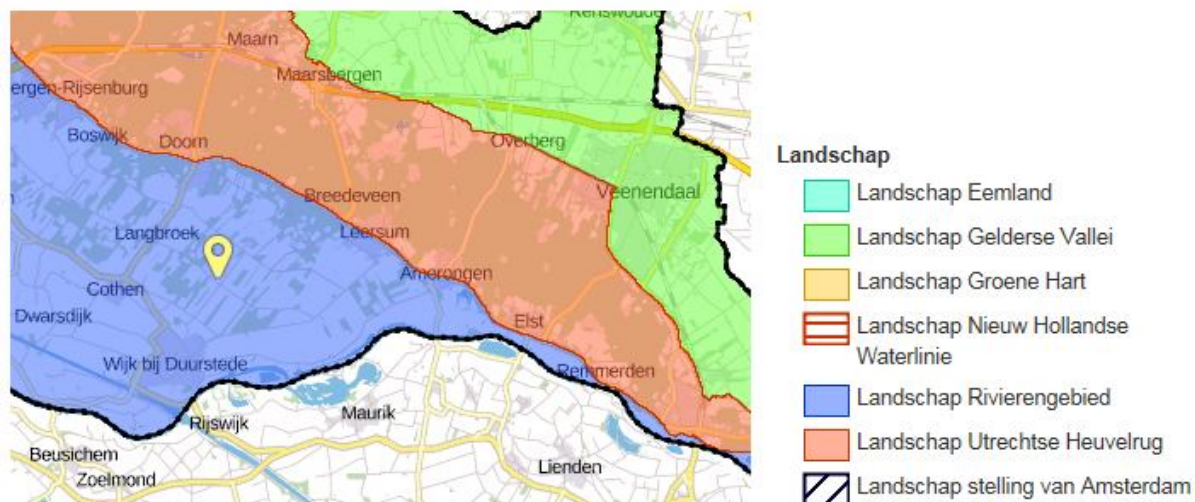 Renswoude
Maarn
Maarsbergen
ergen-Rijsenburg
Boswijk
Doorn
Overberg
Veenendaal
Breedeveen
Langbroek
Leersum
Amerongen
Cothen
Dwarsdijk
Elst
Wijk bij Duurstede
Remmerden
Rijswijk
Maurik
Beusichem
Zoelmond
Lienden
Landschap
Landschap Eemland
Landschap Gelderse Vallei
Landschap Groene Hart
Landschap Nieuw Hollandse
Waterlinie
Landschap Rivierengebied
Landschap Utrechtse Heuvelrug
Landschap stelling van Amsterdam